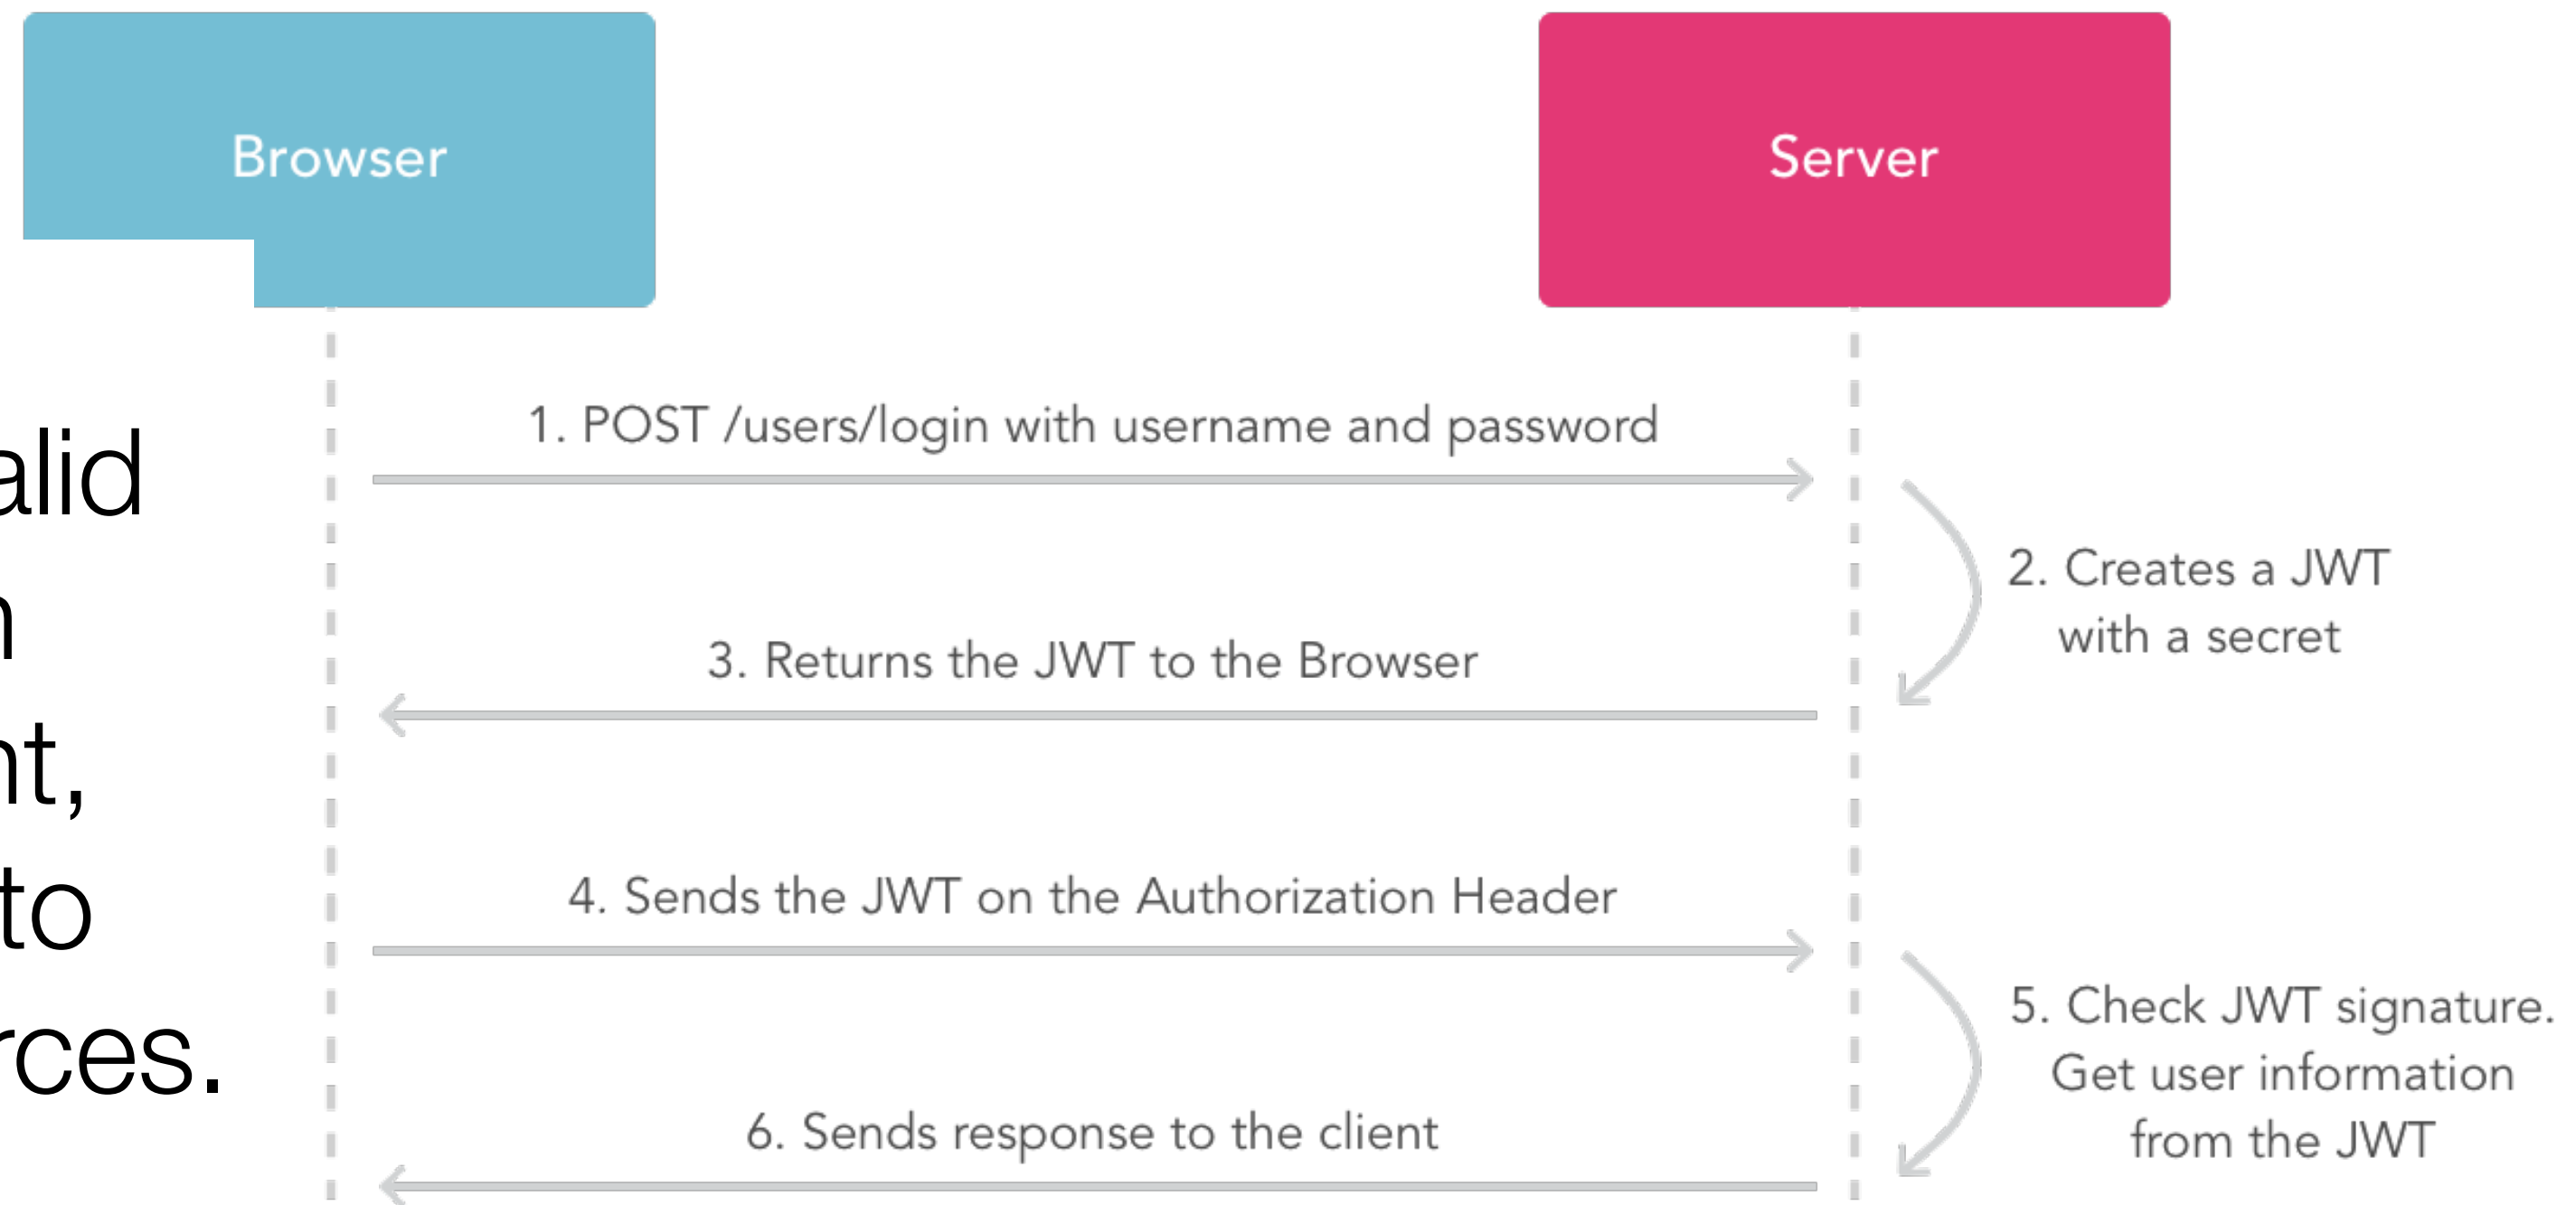 Browser
Server
1. POST /users/login with username and password
2. Creates a JWT
with a secret
3. Returns the JWT to the Browser
4. Sends the JWT on the Authorization Header
5. Check JWT signature.
Get user information
from the JWT
6. Sends response to the client
alid
n
nt,
to
rces.